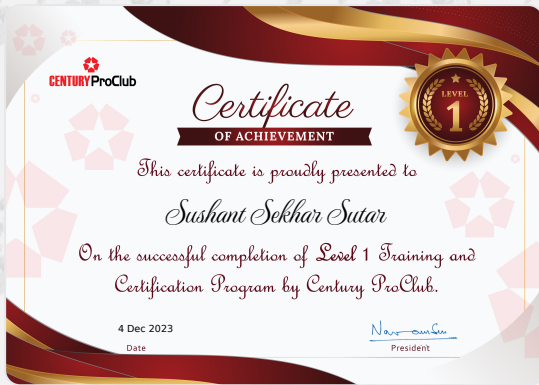 CENTURY ProClub
Certificate
OF ACHIEVEMENT
LEVEL
1
This certificate is proudly presented to
Sushant Sekhar Sutar
On the successful completion of Level 1 Training and
Certification Program by Century ProClub.
4 Dec 2023
Date
President